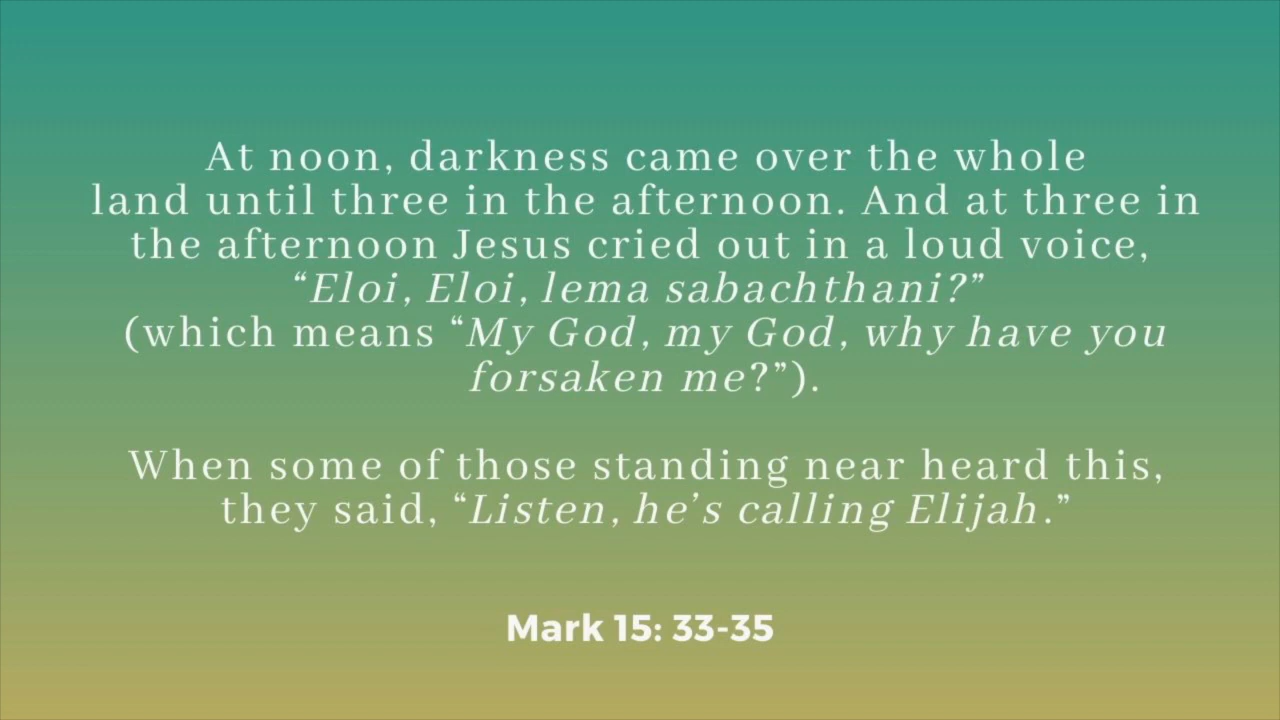 At noon, darkness came over the whole
land until three in the afternoon. And at three in
the afternoon Jesus cried out in a loud voice,
“Eloi, Eloi, lema sabachthani?”
(which means “My God, my God, why have you
forsaken me?”).
When some of those standing near heard this,
they said, “Listen, he’s calling Elijah.”
Mark 15: 33-35